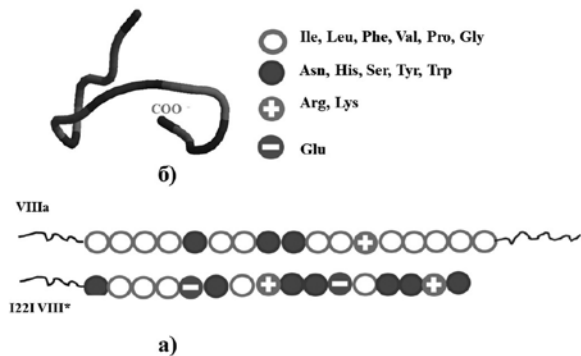 Ile, Leu, Phe, Val, Pro, Gly
Asn, His, Ser, Tyr, Trp
Arg, Lys
Glu
COO⁻
б)
VIIIa
I22I VIII*
а)